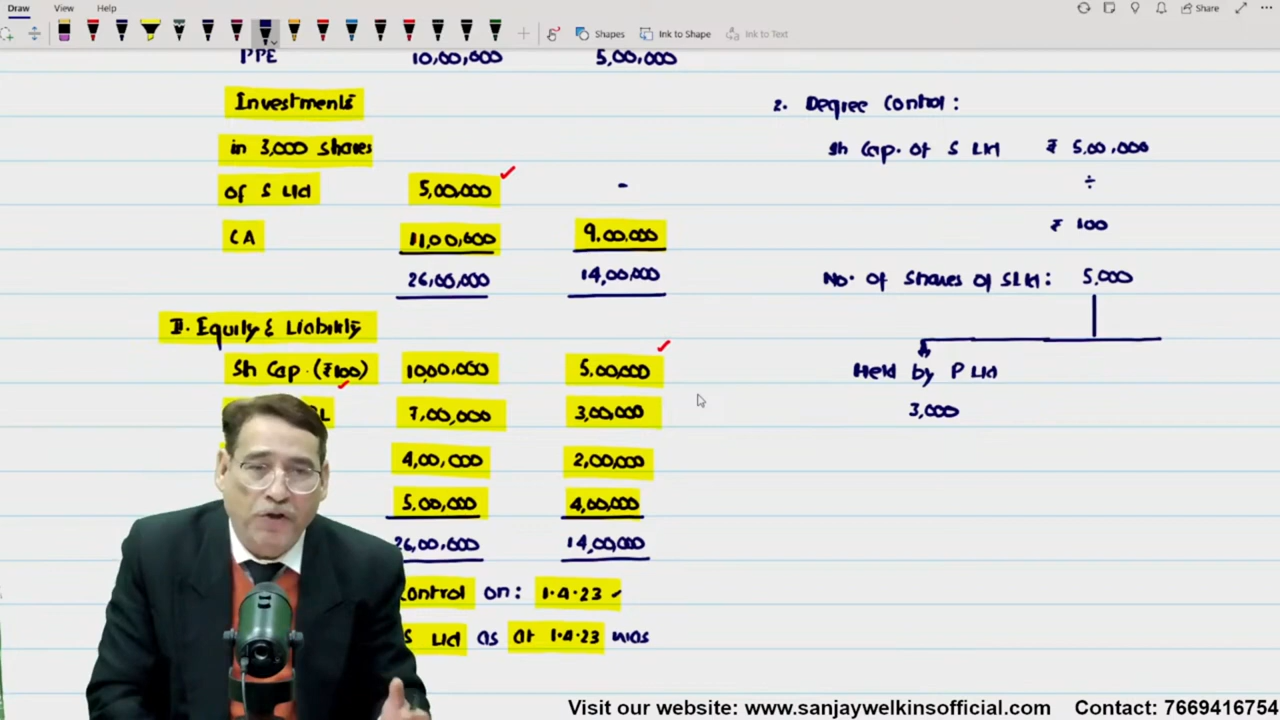 Draw View Help Share
Shapes Ink to Shape Ink to Text
PPE 10,00,000 5,00,000
Investments
in 3,000 shares
of S Ltd 5,00,000 -
CA 11,00,000 9,00,000
26,00,000 14,00,000
II. Equity & Liability
Sh Cap. (₹100) 10,00,000 5,00,000
7,00,000 3,00,000
4,00,000 2,00,000
5,00,000 4,00,000
26,00,000 14,00,000
Control on: 1.4.23
S Ltd as at 1.4.23 was
2. Degree Control:
Sh Cap. of S Ltd ₹ 5,00,000
÷
₹ 100
No. of Shares of S Ltd: 5,000
Held by P Ltd
3,000
Visit our website: www.sanjaywelkinsofficial.com Contact: 7669416754